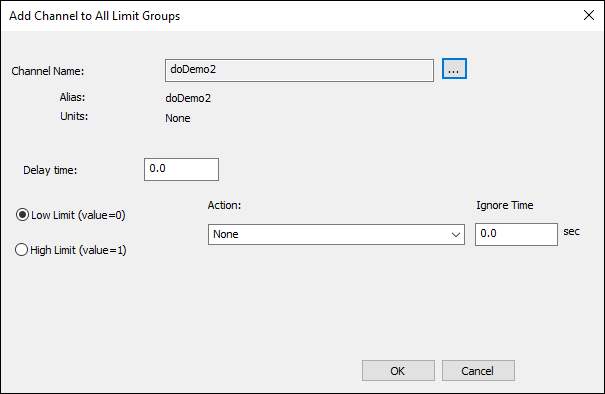 Add Channel to All Limit Groups
Channel Name: doDemo2 ...
Alias: doDemo2
Units: None
Delay time: 0.0
Action: Ignore Time
Low Limit (value=0)
None 0.0 sec
High Limit (value=1)
OK Cancel